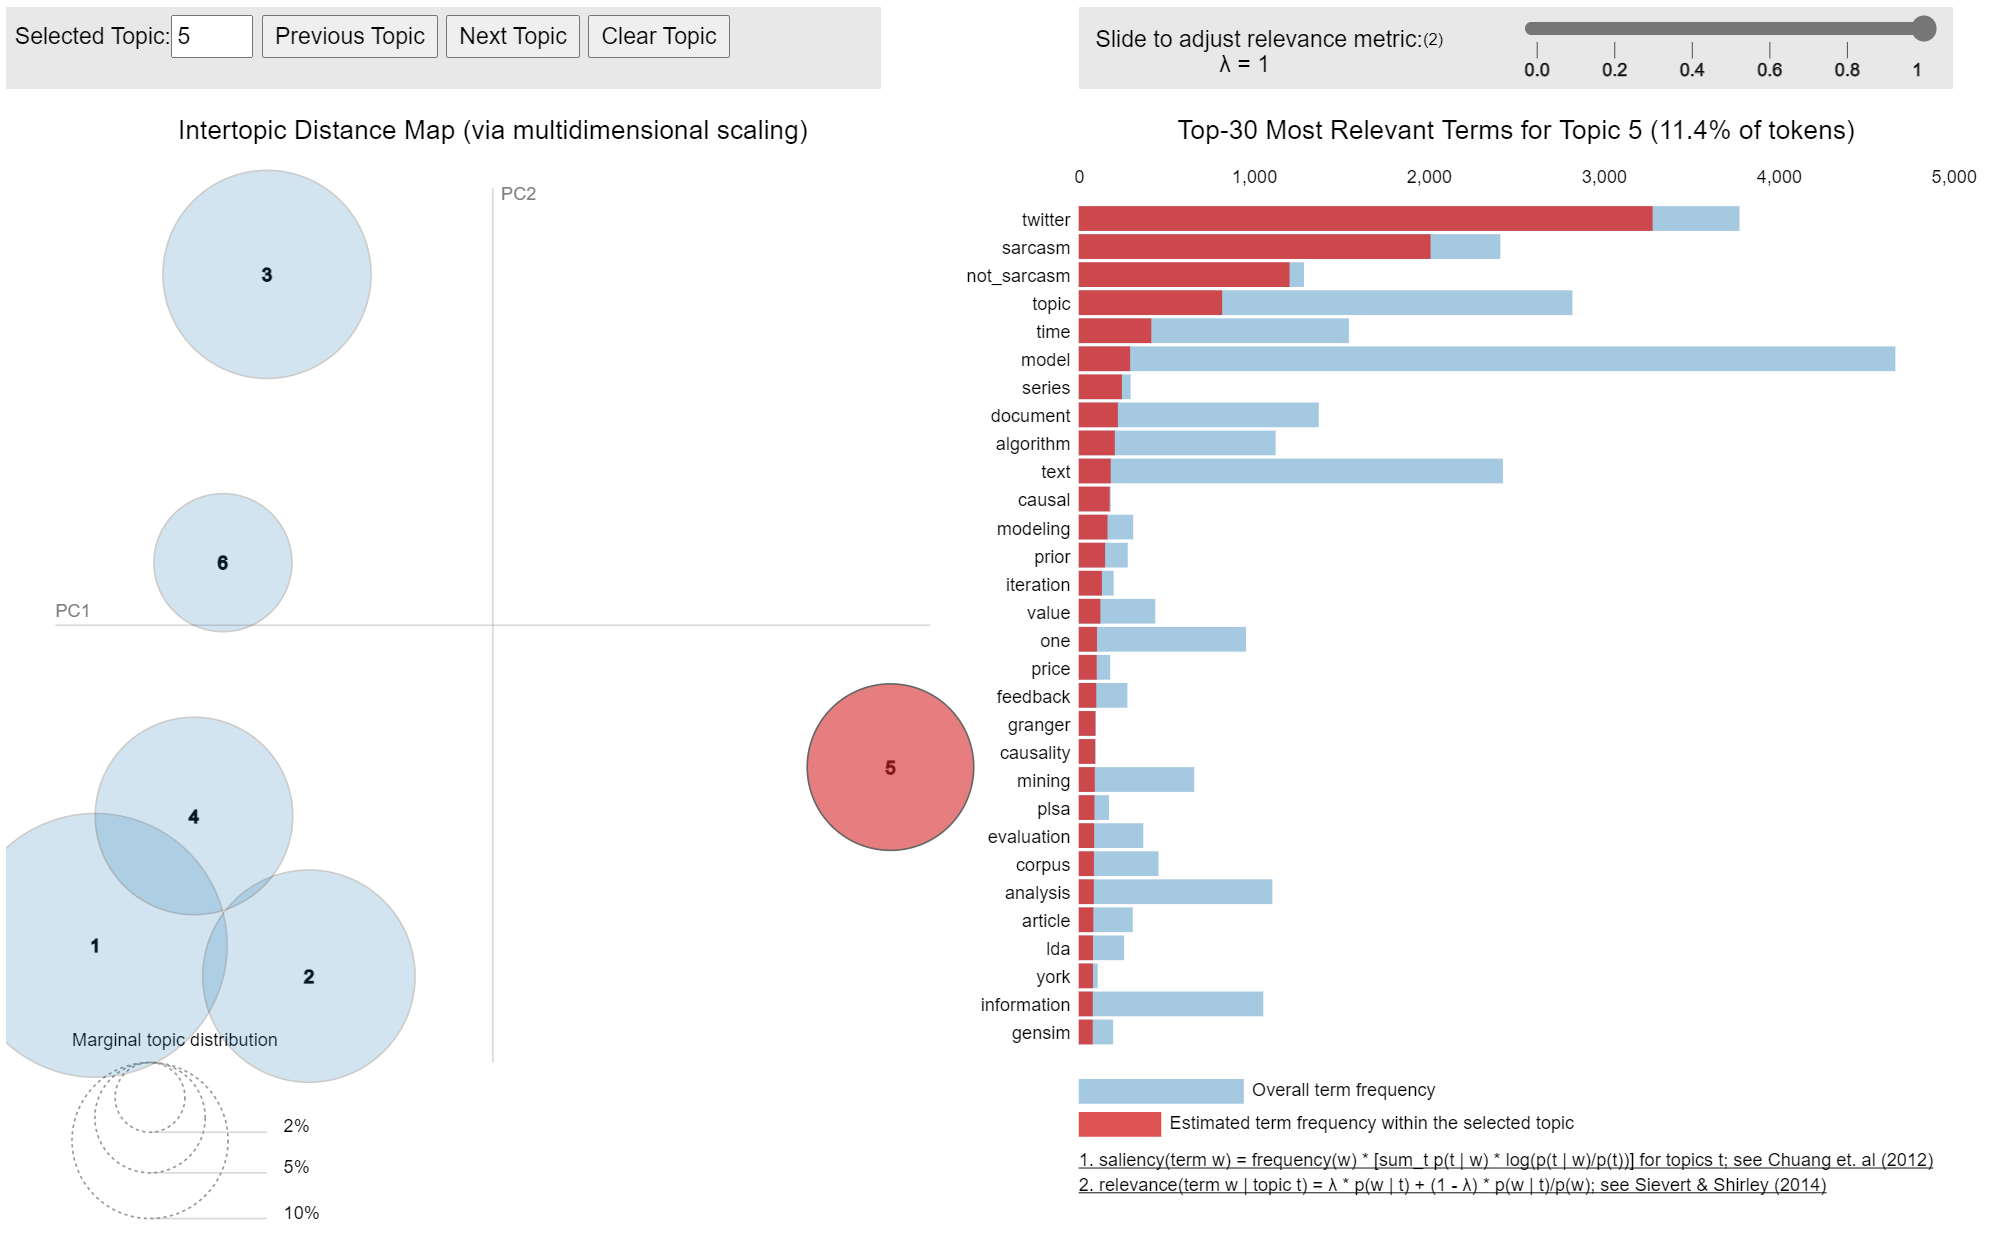 Selected Topic: 5 Previous Topic Next Topic Clear Topic
Slide to adjust relevance metric:(2)
λ = 1
0.0 0.2 0.4 0.6 0.8 1
Intertopic Distance Map (via multidimensional scaling)
PC2
3
6
PC1
5
4
1
2
Marginal topic distribution
2%
5%
10%
Top-30 Most Relevant Terms for Topic 5 (11.4% of tokens)
0 1,000 2,000 3,000 4,000 5,000
twitter
sarcasm
not_sarcasm
topic
time
model
series
document
algorithm
text
causal
modeling
prior
iteration
value
one
price
feedback
granger
causality
mining
plsa
evaluation
corpus
analysis
article
lda
york
information
gensim
Overall term frequency
Estimated term frequency within the selected topic
1. saliency(term w) = frequency(w) * [sum_t p(t | w) * log(p(t | w)/p(t))] for topics t; see Chuang et. al (2012)
2. relevance(term w | topic t) = λ * p(w | t) + (1 - λ) * p(w | t)/p(w); see Sievert & Shirley (2014)